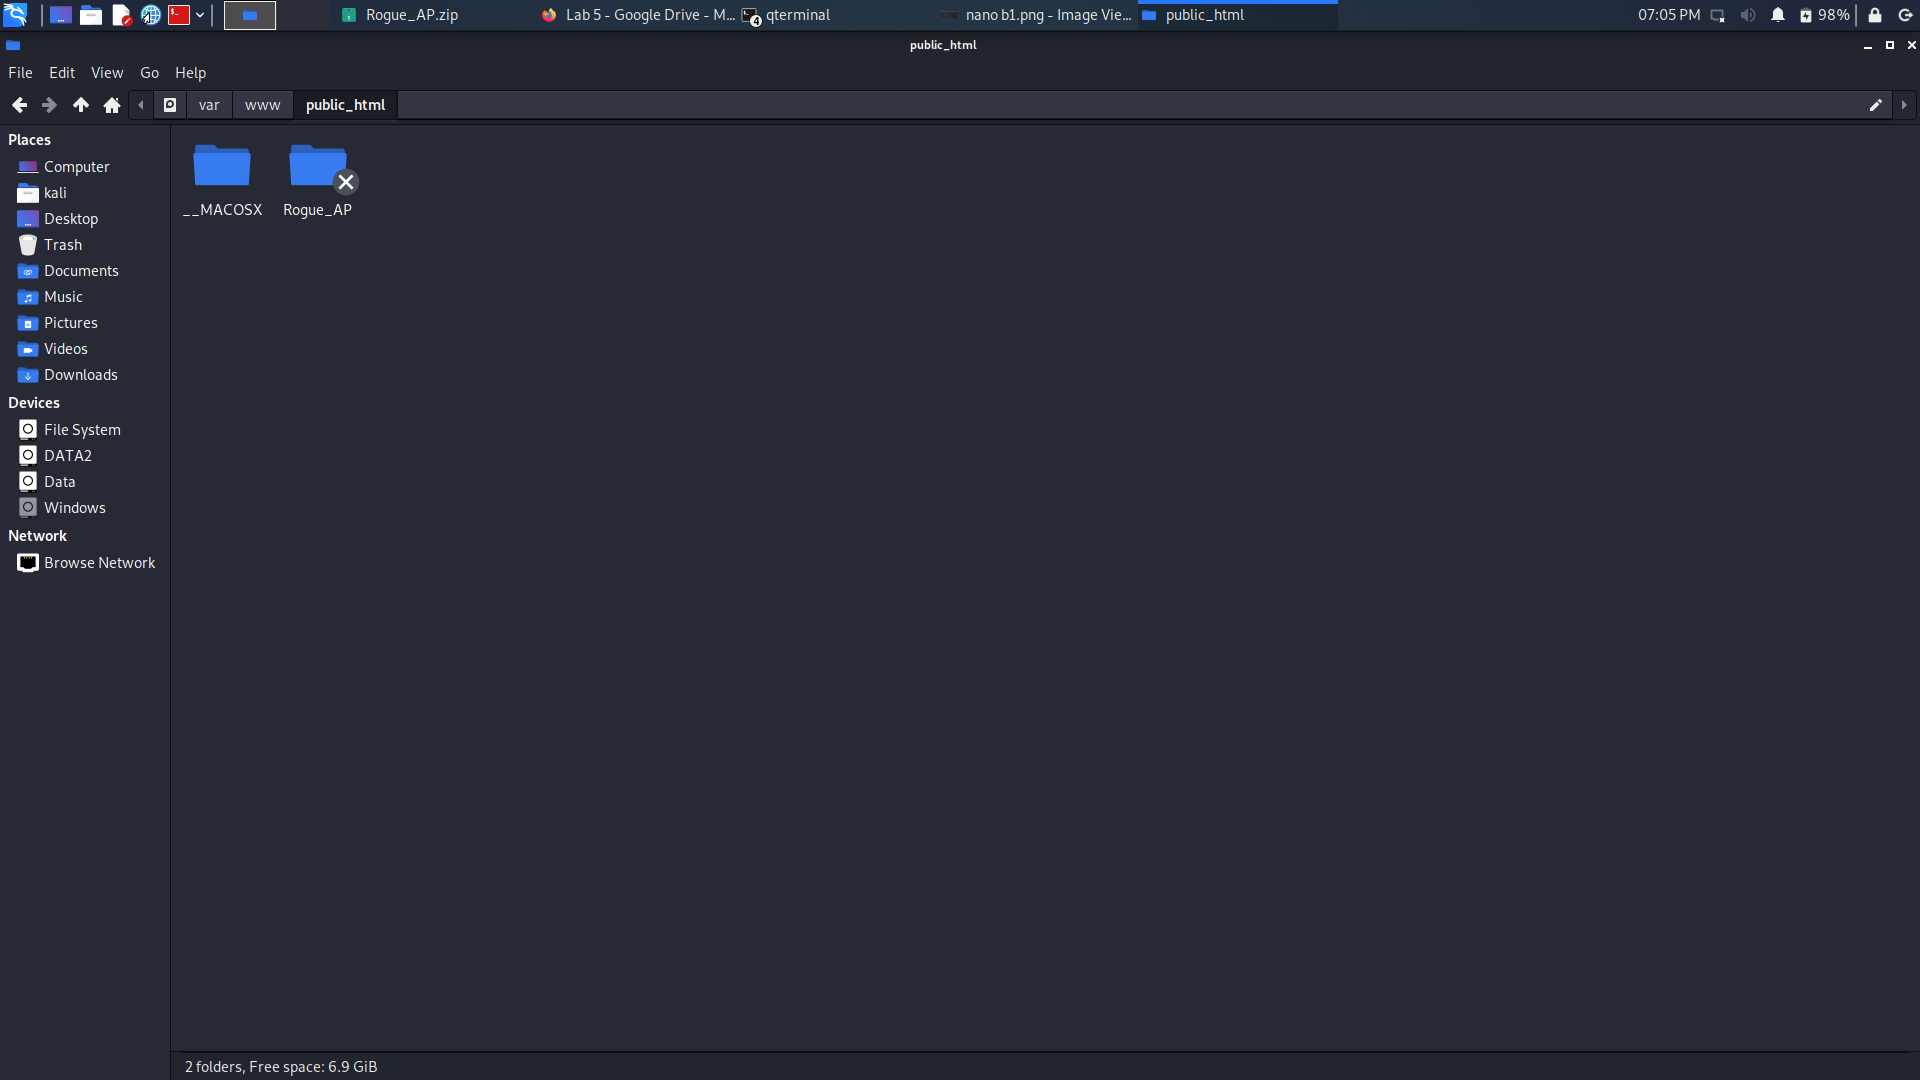 Rogue_AP.zip
Lab 5 - Google Drive - M...
4
qterminal
nano b1.png - Image Vie...
public_html
07:05 PM
98%
public_html
File Edit View Go Help
var www public_html
Places
Computer
kali
Desktop
Trash
Documents
Music
Pictures
Videos
Downloads
Devices
File System
DATA2
Data
Windows
Network
Browse Network
__MACOSX
Rogue_AP
2 folders, Free space: 6.9 GiB